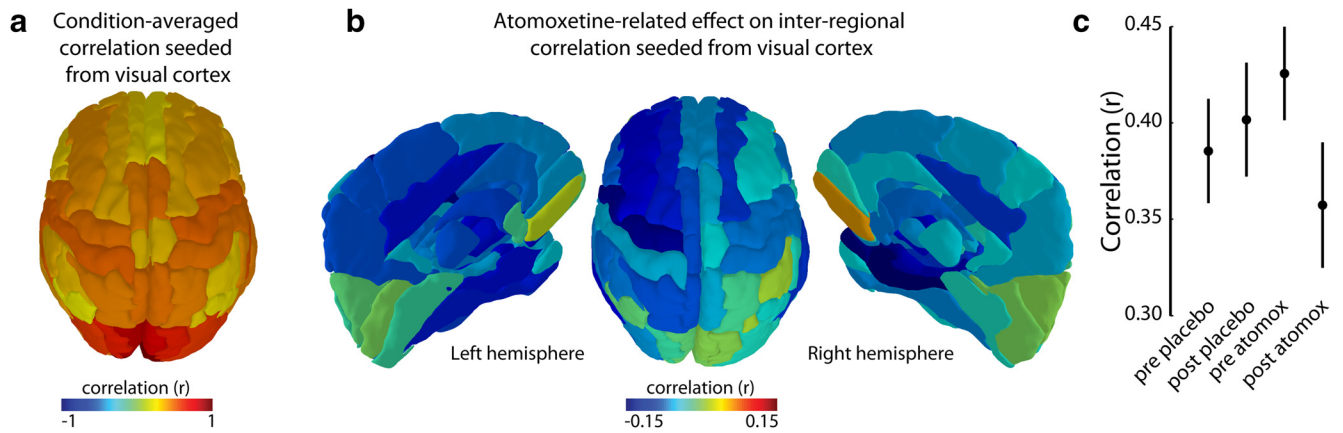 a
Condition-averaged
correlation seeded
from visual cortex
correlation (r)
-1
1
b
Atomoxetine-related effect on inter-regional
correlation seeded from visual cortex
Left hemisphere
Right hemisphere
correlation (r)
-0.15
0.15
c
Correlation (r)
0.45
0.40
0.35
0.30
pre placebo
post placebo
pre atomox
post atomox